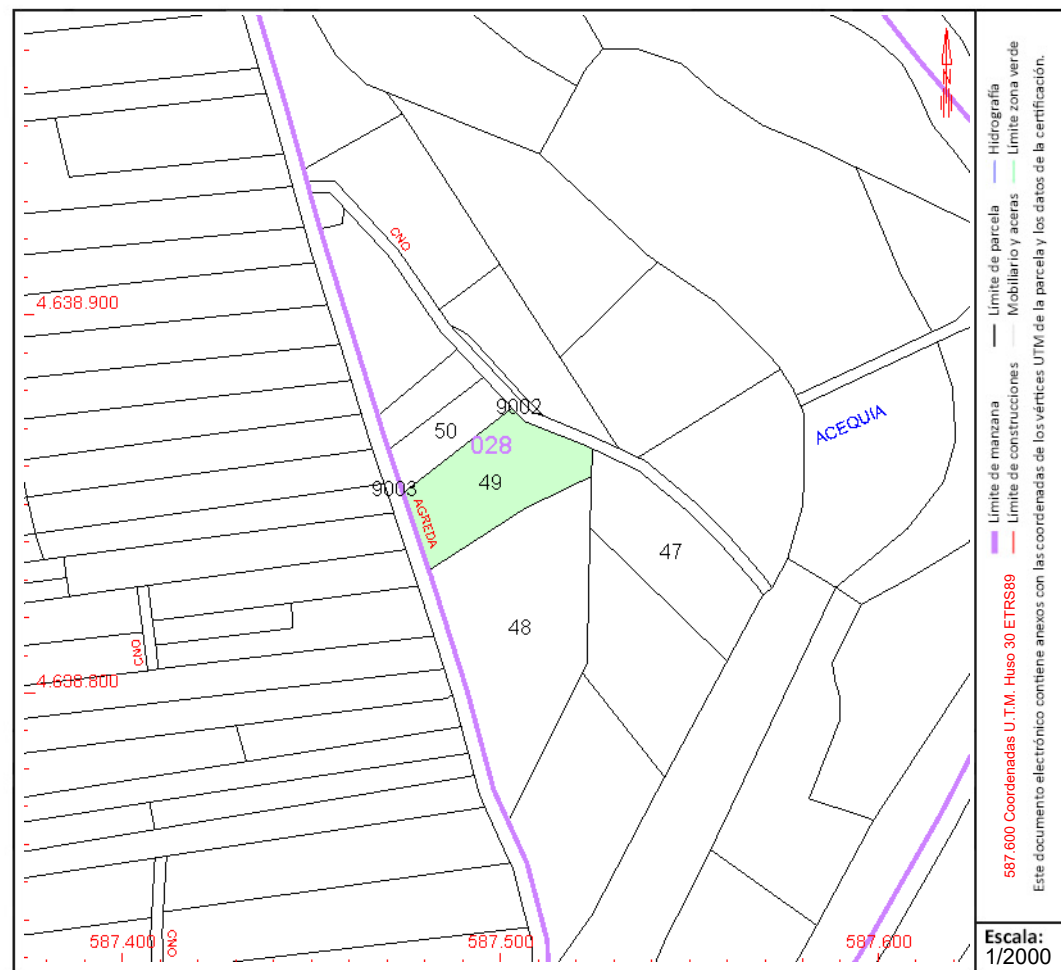 CNO
4.638.900
9002
50
028
ACEQUIA
49
9003
AGREDA
47
48
CNO
4.638.800
587.400
CNO
587.500
587.600
N
Límite de manzana
Límite de parcela
Hidrografía
Límite de construcciones
Mobiliario y aceras
Límite zona verde
587.600 Coordenadas U.T.M. Huso 30 ETRS89
Este documento electrónico contiene anexos con las coordenadas de los vértices UTM de la parcela y los datos de la certificación.
Escala:
1/2000